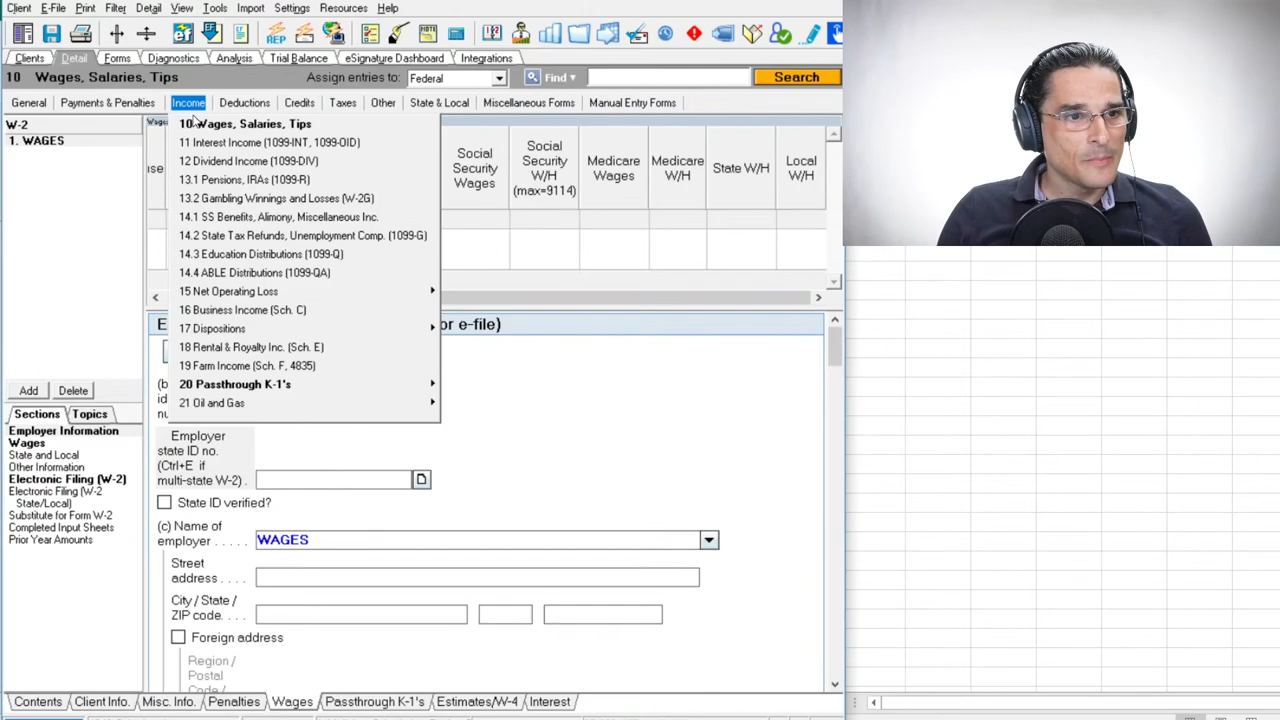 Client E-File Print Filter Detail View Tools Import Settings Resources Help
Clients Detail Forms Diagnostics Analysis Trial Balance eSignature Dashboard Integrations
10 Wages, Salaries, Tips Assign entries to: Federal Find Search
General Payments & Penalties Income Deductions Credits Taxes Other State & Local Miscellaneous Forms Manual Entry Forms
W-2
1. WAGES
10 Wages, Salaries, Tips
11 Interest Income (1099-INT, 1099-OID)
12 Dividend Income (1099-DIV)
13.1 Pensions, IRAs (1099-R)
13.2 Gambling Winnings and Losses (W-2G)
14.1 SS Benefits, Alimony, Miscellaneous Inc.
14.2 State Tax Refunds, Unemployment Comp. (1099-G)
14.3 Education Distributions (1099-Q)
14.4 ABLE Distributions (1099-QA)
15 Net Operating Loss
16 Business Income (Sch. C)
17 Dispositions
18 Rental & Royalty Inc. (Sch. E)
19 Farm Income (Sch. F, 4835)
20 Passthrough K-1's
21 Oil and Gas
Social Security Wages
Social Security W/H (max=9114)
Medicare Wages
Medicare W/H
State W/H
Local W/H
or e-file)
Add Delete
Sections Topics
Employer Information
Wages
State and Local
Other Information
Electronic Filing (W-2)
Electronic Filing (W-2
State/Local)
Substitute for Form W-2
Completed Input Sheets
Prior Year Amounts
Employer
state ID no.
(Ctrl+E if
multi-state W-2) .
State ID verified?
(c) Name of
employer . . . . . WAGES
Street
address . . . .
City / State /
ZIP code. . . .
Foreign address
Region /
Postal
Code /
Contents Client Info. Misc. Info. Penalties Wages Passthrough K-1's Estimates/W-4 Interest